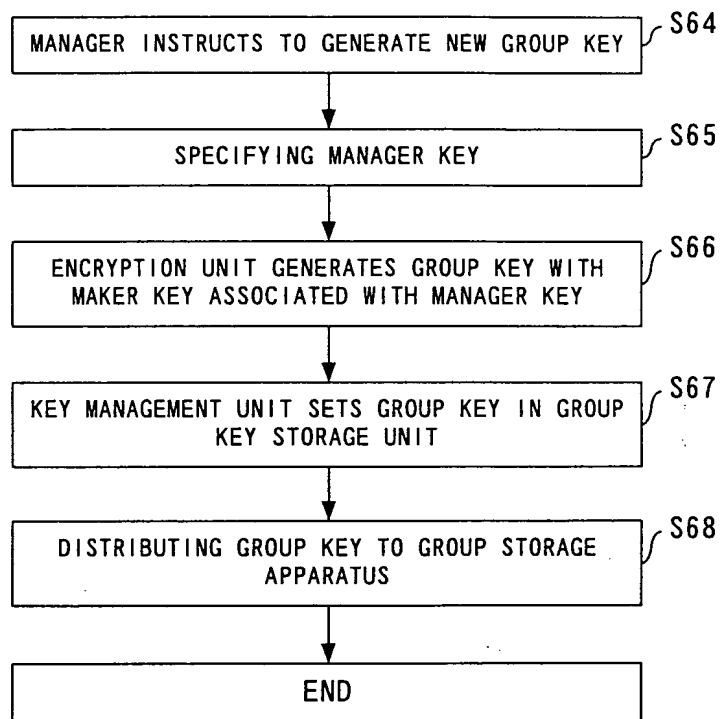 MANAGER INSTRUCTS TO GENERATE NEW GROUP KEY
S64
SPECIFYING MANAGER KEY
S65
ENCRYPTION UNIT GENERATES GROUP KEY WITH
MAKER KEY ASSOCIATED WITH MANAGER KEY
S66
KEY MANAGEMENT UNIT SETS GROUP KEY IN GROUP
KEY STORAGE UNIT
S67
DISTRIBUTING GROUP KEY TO GROUP STORAGE
APPARATUS
S68
END